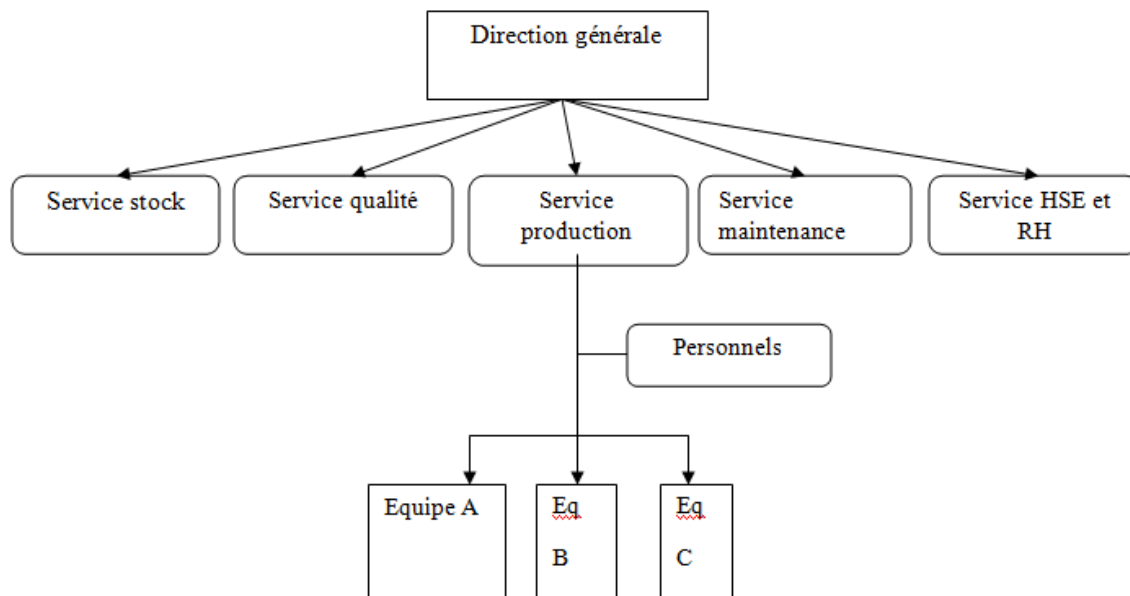 Direction générale
Service stock
Service qualité
Service
production
Service
maintenance
Service HSE et
RH
Personnels
Equipe A
Eq
B
Eq
C